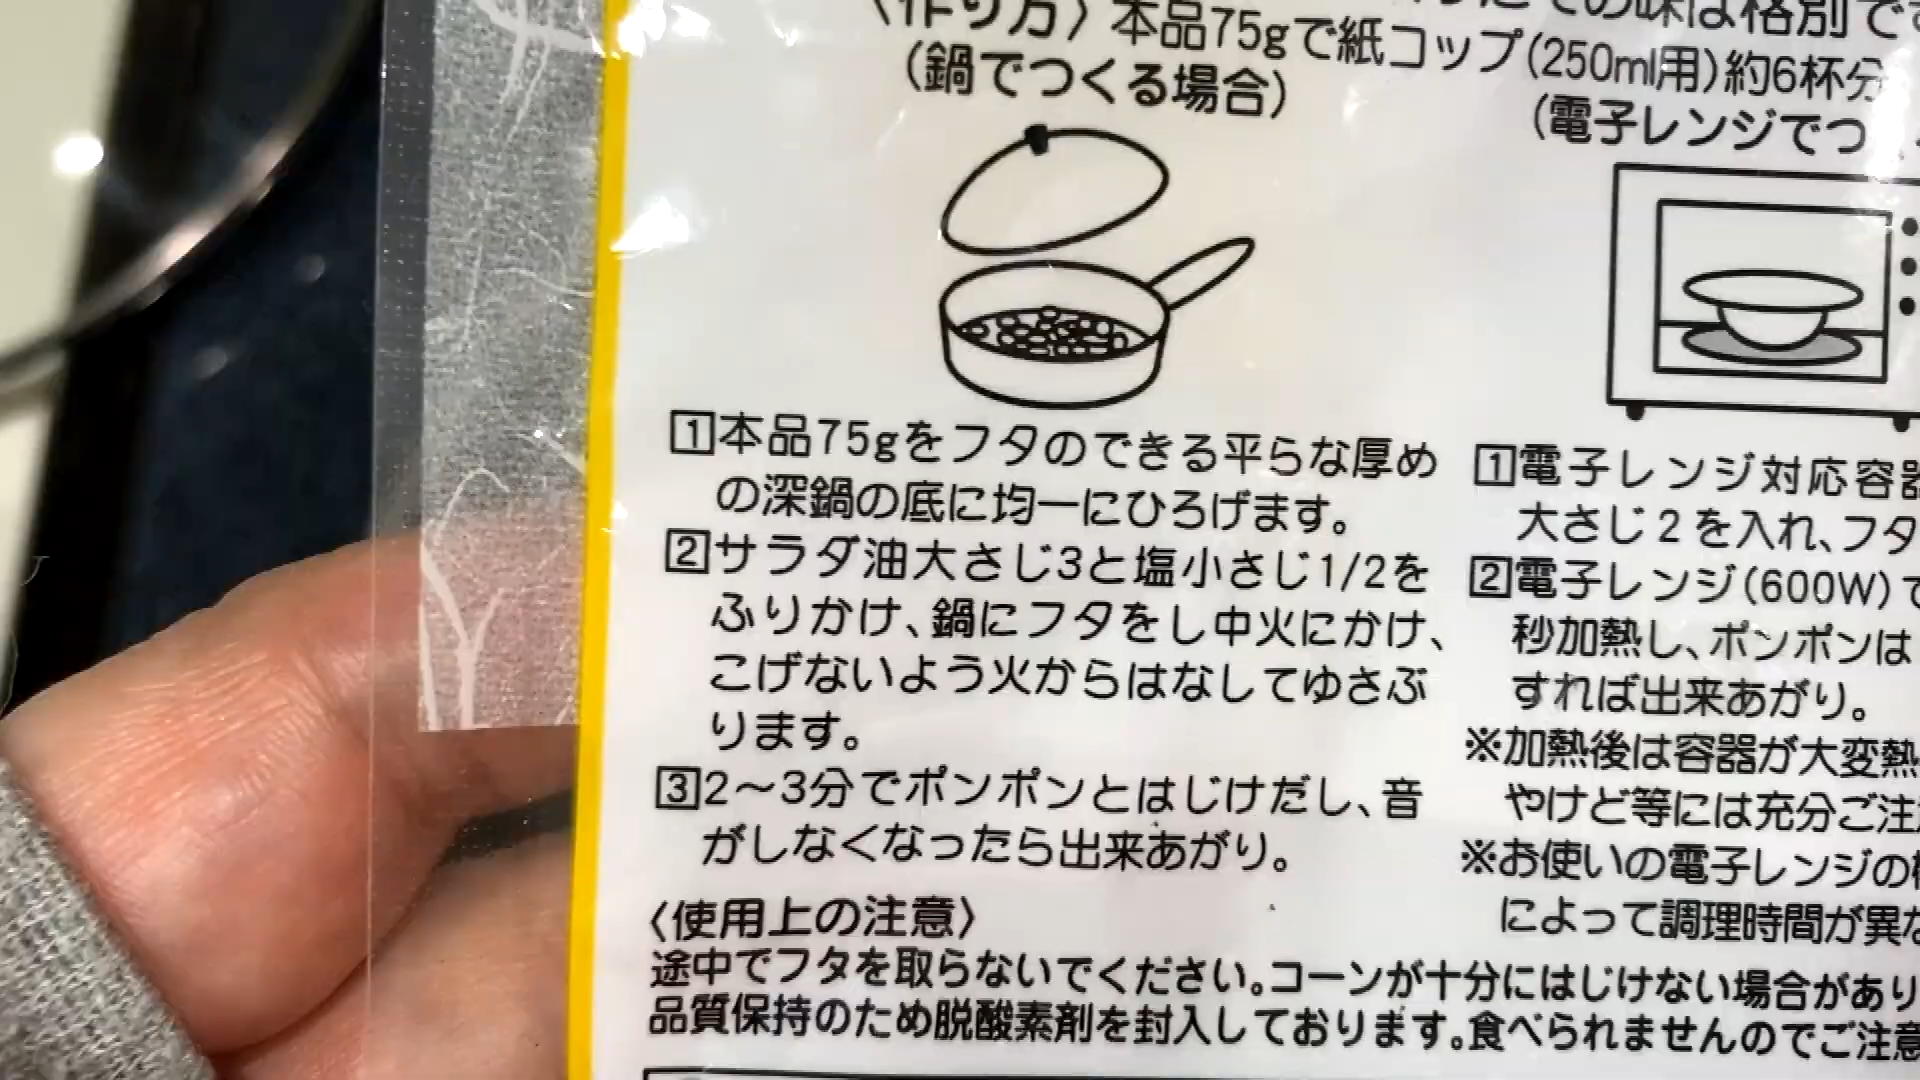 〈作り方〉本品75gで紙コップ(250ml用)約6杯分
の味は格別で
(鍋でつくる場合)
(電子レンジでつ
1本品75gをフタのできる平らな厚め
の深鍋の底に均一にひろげます。
2サラダ油大さじ3と塩小さじ1/2を
ふりかけ、鍋にフタをし中火にかけ、
こげないよう火からはなしてゆさぶ
ります。
32〜3分でポンポンとはじけだし、音
がしなくなったら出来あがり。
1電子レンジ対応容器
大さじ2を入れ、フタ
2電子レンジ(600W)で
秒加熱し、ポンポンは
すれば出来あがり。
※加熱後は容器が大変熱
やけど等には充分ご注
※お使いの電子レンジの
によって調理時間が異な
〈使用上の注意〉
途中でフタを取らないでください。コーンが十分にはじけない場合があり
品質保持のため脱酸素剤を封入しております。食べられませんのでご注意